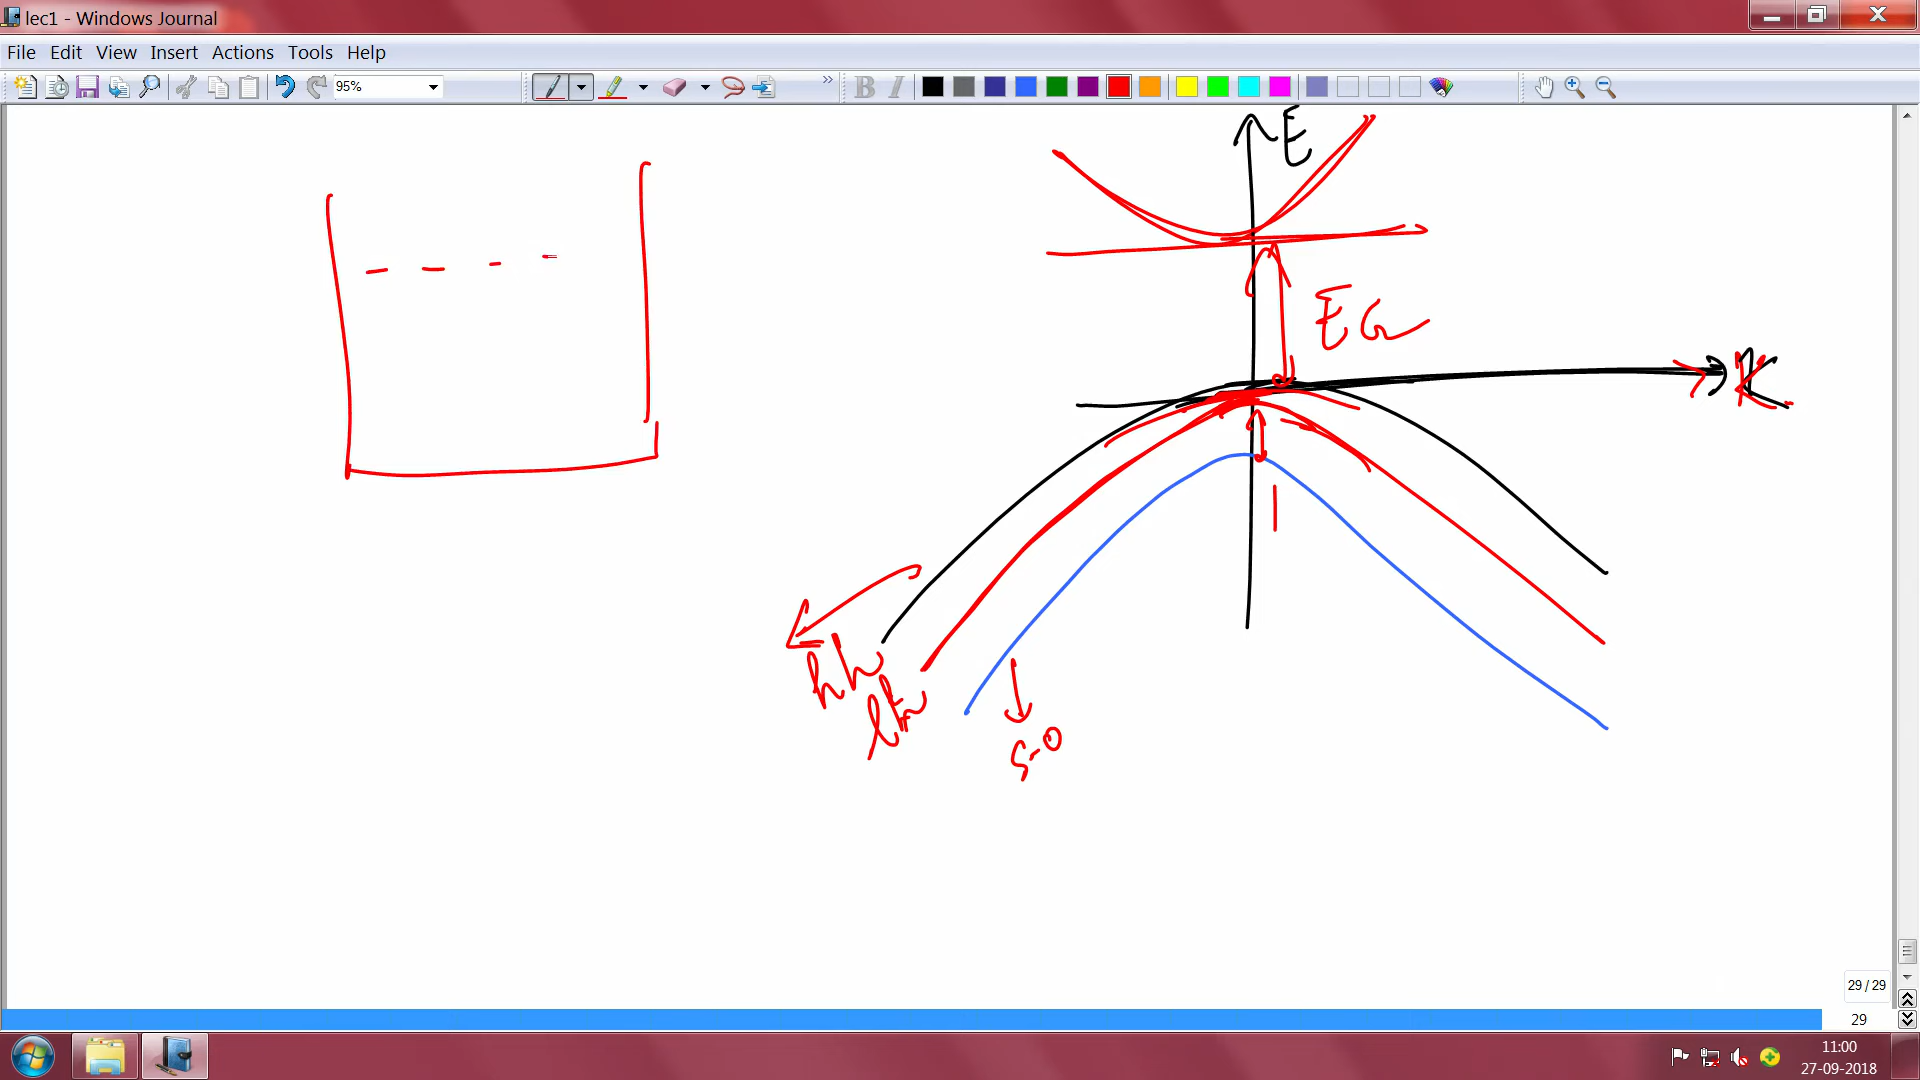 lec1 - Windows Journal
File Edit View Insert Actions Tools Help
95%
B I
E
EG
K
hh
lh
S-O
29 / 29
29
11:00
27-09-2018